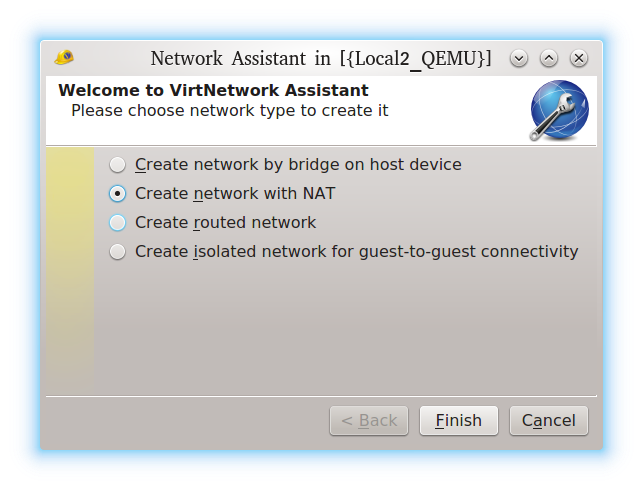 Network Assistant in [{Local2_QEMU}]
Welcome to VirtNetwork Assistant
Please choose network type to create it
Create network by bridge on host device
Create network with NAT
Create routed network
Create isolated network for guest-to-guest connectivity
< Back Finish Cancel